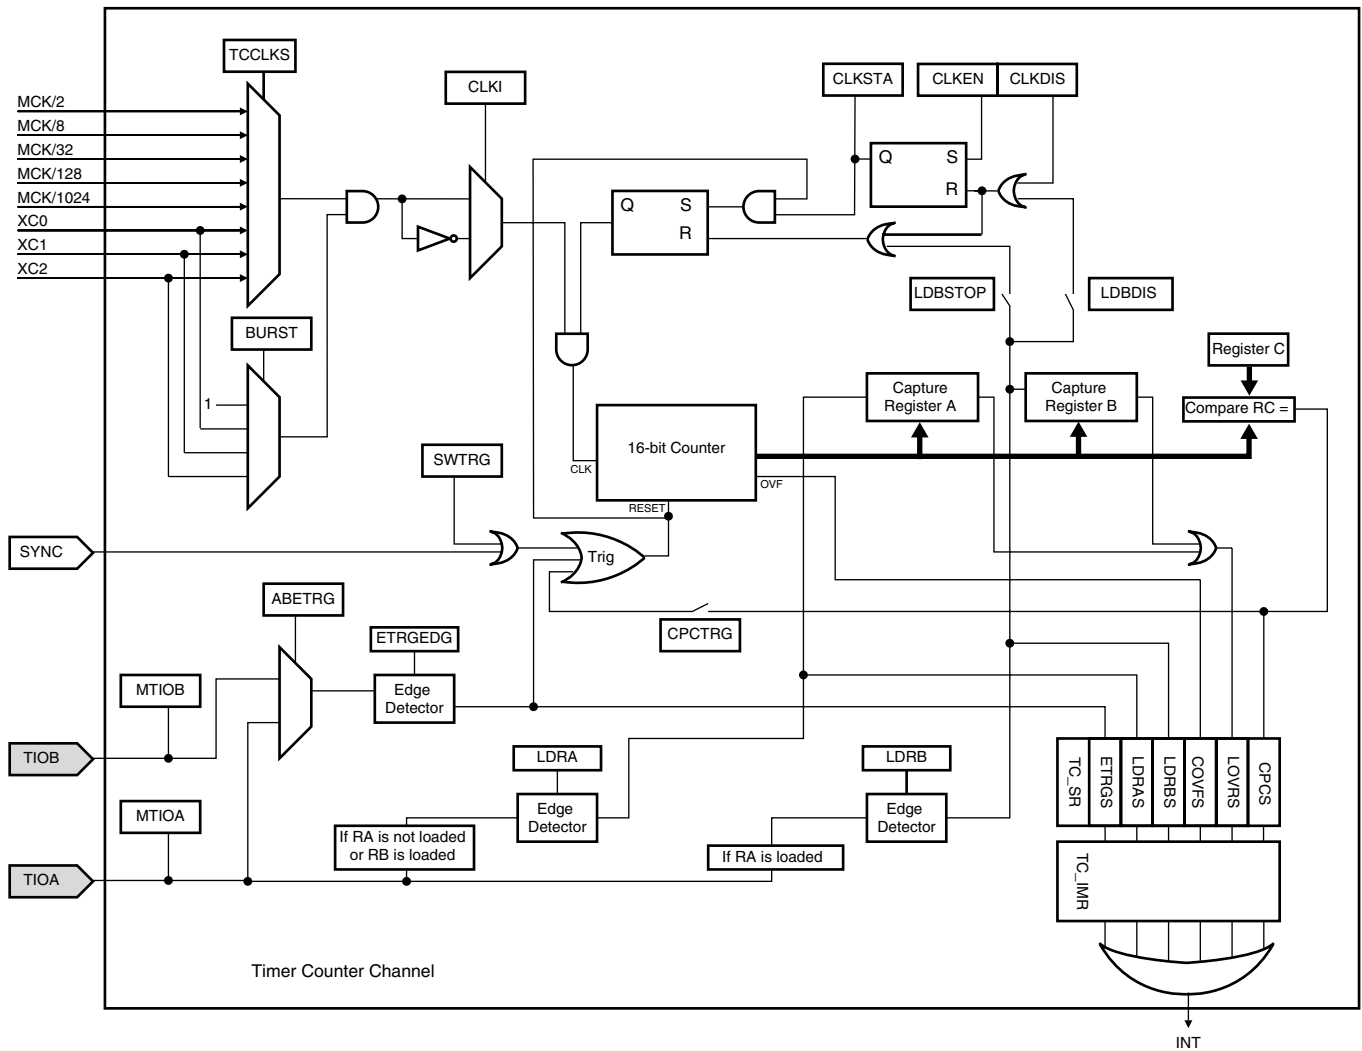 TCCLKS
CLKI
CLKSTA
CLKEN
CLKDIS
MCK/2
MCK/8
MCK/32
MCK/128
MCK/1024
XC0
XC1
XC2
Q
S
R
Q
S
R
LDBSTOP
LDBDIS
BURST
1
Register C
Capture
Register A
Capture
Register B
Compare RC =
16-bit Counter
CLK
OVF
RESET
SWTRG
SYNC
Trig
ABETRG
CPCTRG
ETRGEDG
MTIOB
Edge
Detector
TIOB
LDRA
LDRB
MTIOA
Edge
Detector
Edge
Detector
If RA is not loaded
or RB is loaded
If RA is loaded
TIOA
TC_SR
ETRGS
LDRAS
LDRBS
COVFS
LOVRS
CPCS
TC_IMR
Timer Counter Channel
INT